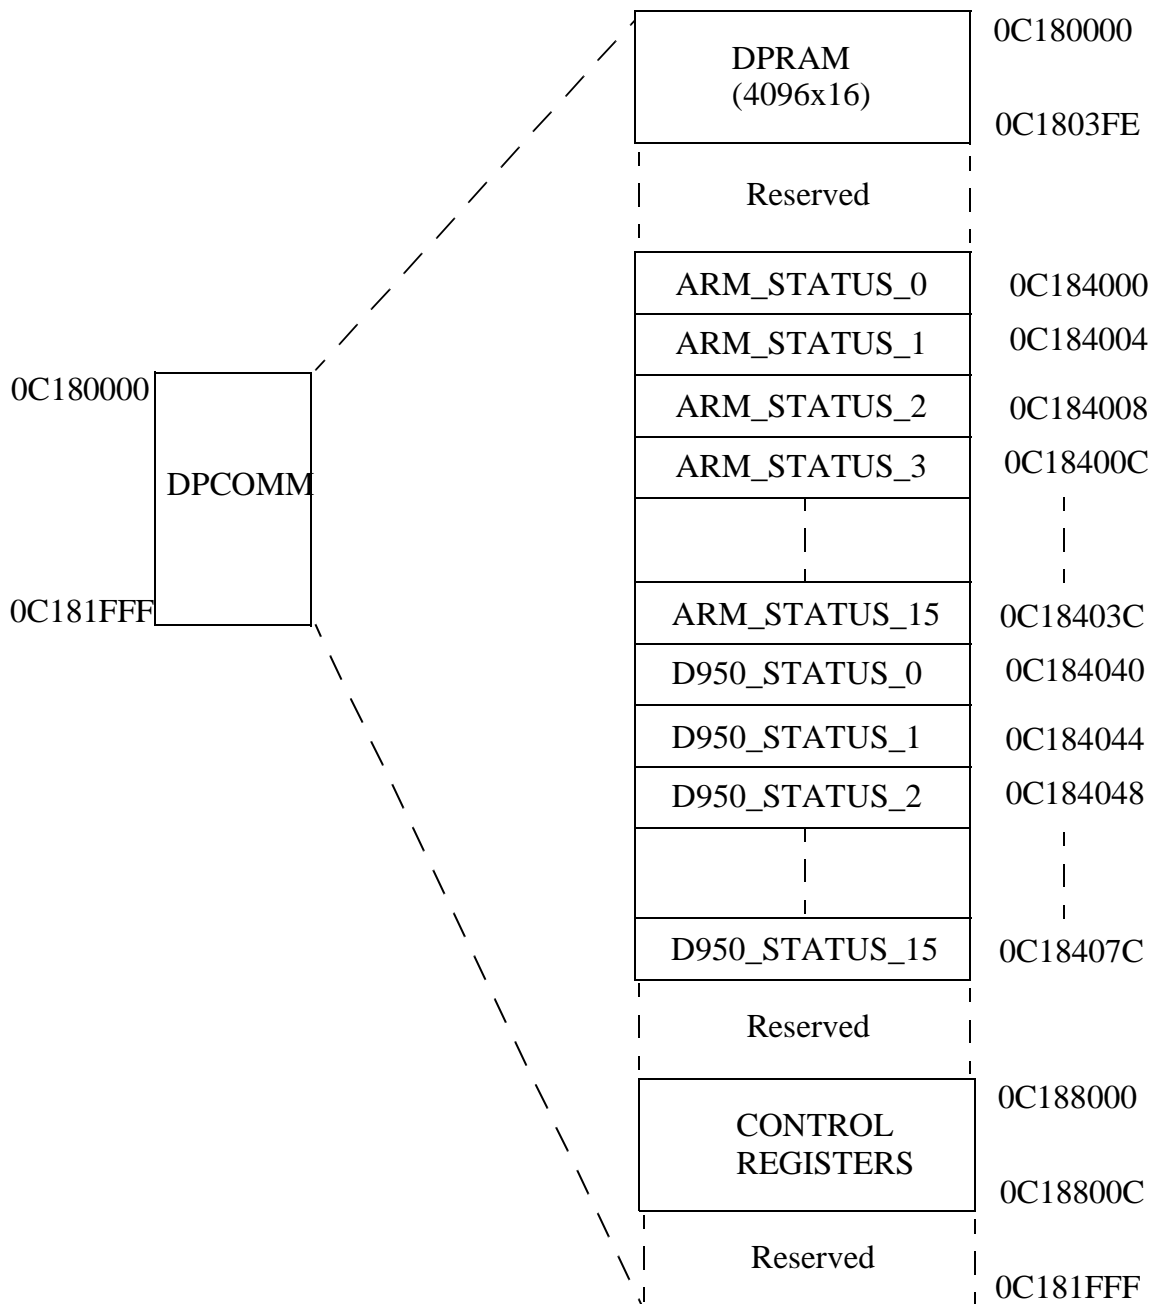 0C180000
DPRAM
(4096x16)
0C1803FE
Reserved
ARM_STATUS_0
0C184000
ARM_STATUS_1
0C184004
ARM_STATUS_2
0C184008
ARM_STATUS_3
0C18400C
0C180000
DPCOMM
0C181FFF
ARM_STATUS_15
0C18403C
D950_STATUS_0
0C184040
D950_STATUS_1
0C184044
D950_STATUS_2
0C184048
D950_STATUS_15
0C18407C
Reserved
0C188000
CONTROL
REGISTERS
0C18800C
Reserved
0C181FFF